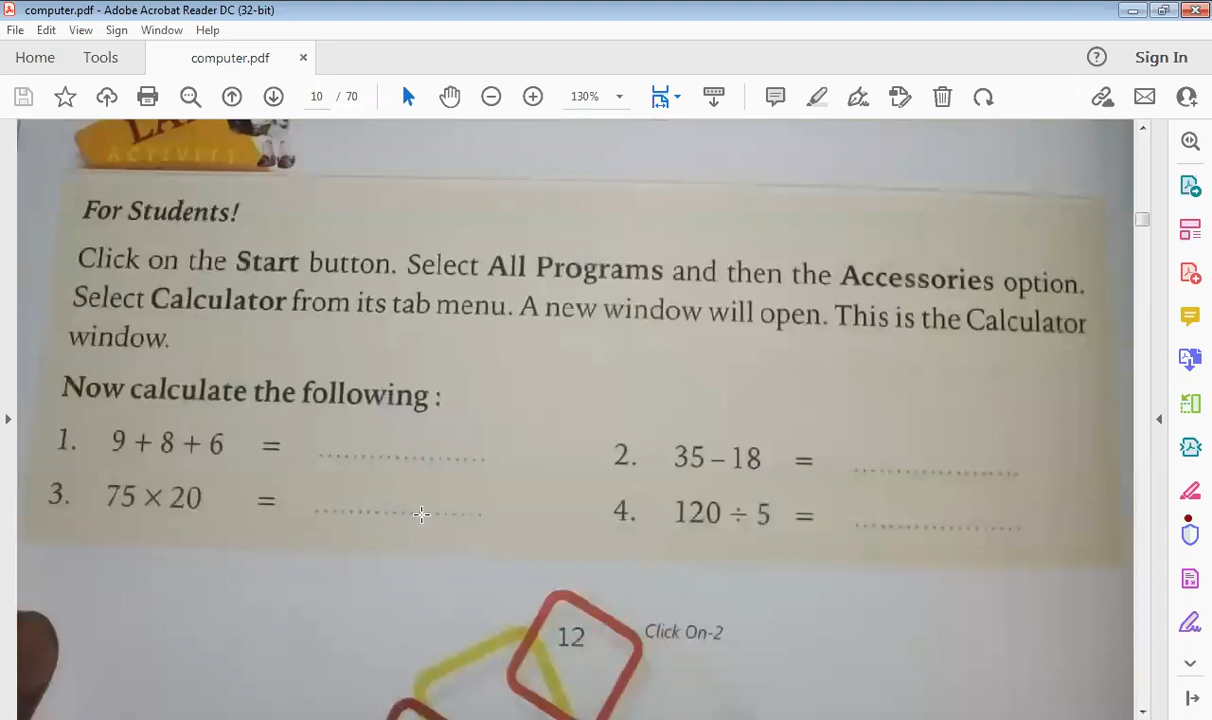 computer.pdf - Adobe Acrobat Reader DC (32-bit)
File Edit View Sign Window Help
Home Tools computer.pdf Sign In
10 / 70 130%
ACTIVITY
For Students!
Click on the Start button. Select All Programs and then the Accessories option.
Select Calculator from its tab menu. A new window will open. This is the Calculator
window.
Now calculate the following :
1. 9 + 8 + 6 = .............................. 2. 35 – 18 = ..............................
3. 75 × 20 = .............................. 4. 120 ÷ 5 = ..............................
12 Click On-2